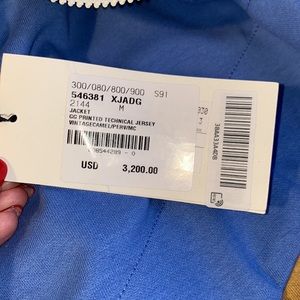 300/080/800/900 S91
546381 XJADG
2144 M
JACKET
GG PRINTED TECHNICAL JERSEY
VINTAGECAMEL/PERV/MC
USD 3,200.00